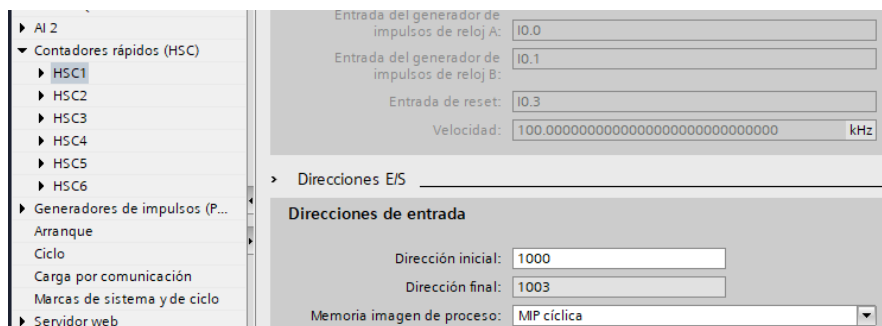 AI 2
Contadores rápidos (HSC)
HSC1
HSC2
HSC3
HSC4
HSC5
HSC6
Generadores de impulsos (P...
Arranque
Ciclo
Carga por comunicación
Marcas de sistema y de ciclo
Servidor web
Entrada del generador de
impulsos de reloj A: I0.0
Entrada del generador de I0.1
impulsos de reloj B:
Entrada de reset: I0.3
Velocidad: 100.0000000000000000000000000000 kHz
Direcciones E/S
Direcciones de entrada
Dirección inicial: 1000
Dirección final: 1003
Memoria imagen de proceso: MIP cíclica